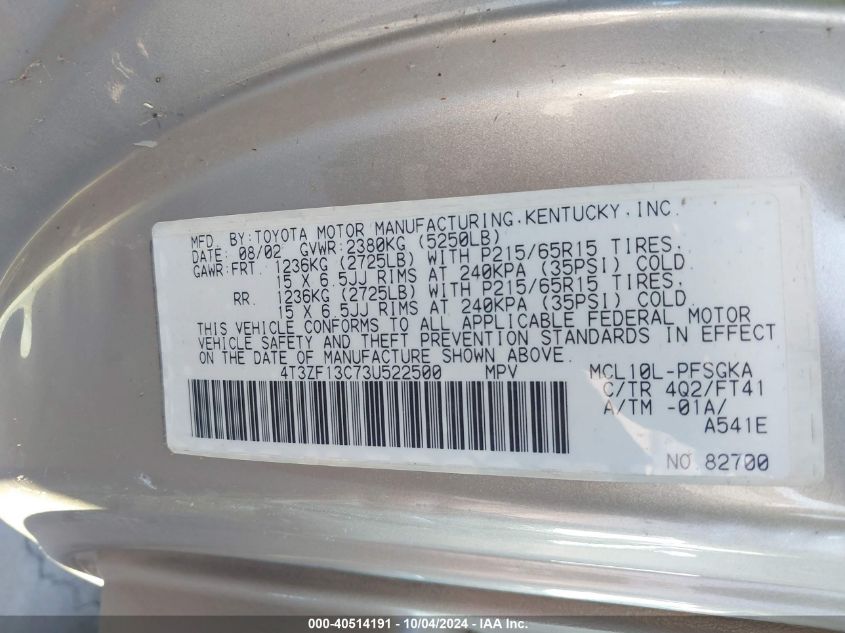 MFD. BY:TOYOTA MOTOR MANUFACTURING.KENTUCKY,INC.
DATE: 08/02 GVWR:2380KG (5250LB)
GAWR:FRT. 1236KG (2725LB) WITH P215/65R15 TIRES.
15 X 6.5JJ RIMS AT 240KPA (35PSI) COLD.
RR. 1236KG (2725LB) WITH P215/65R15 TIRES.
15 X 6.5JJ RIMS AT 240KPA (35PSI) COLD.
THIS VEHICLE CONFORMS TO ALL APPLICABLE FEDERAL MOTOR
VEHICLE SAFETY AND THEFT PREVENTION STANDARDS IN EFFECT
ON THE DATE OF MANUFACTURE SHOWN ABOVE.
4T3ZF13C73U522500 MPV MCL10L-PFSGKA
C/TR 4Q2/FT41
A/TM -01A/
A541E
NO.82700
000-40514191 - 10/04/2024 - IAA Inc.